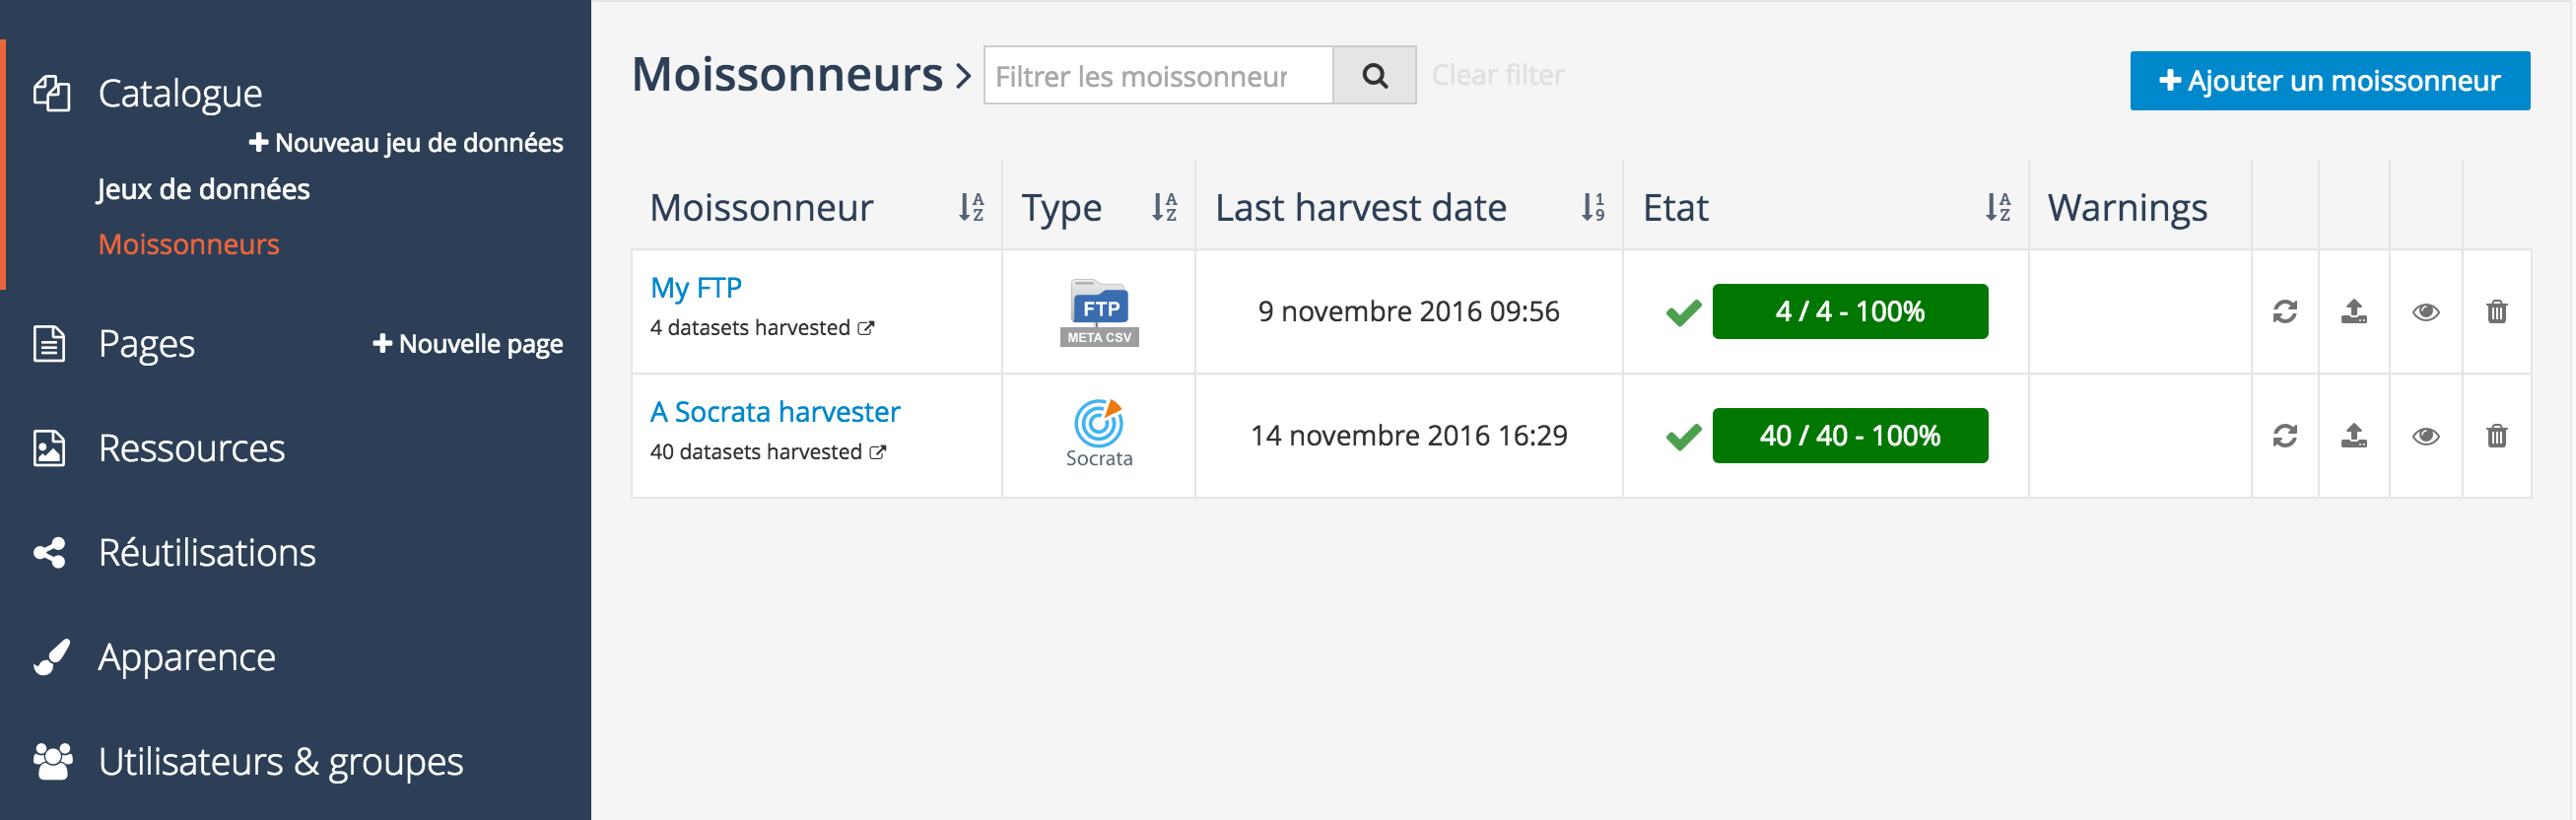 Catalogue
+ Nouveau jeu de données
Jeux de données
Moissonneurs
Pages + Nouvelle page
Ressources
Réutilisations
Apparence
Utilisateurs & groupes
Moissonneurs > Filtrer les moissonneur Clear filter + Ajouter un moissonneur
Moissonneur Type Last harvest date Etat Warnings
My FTP
4 datasets harvested
FTP
META CSV
9 novembre 2016 09:56
4 / 4 - 100%
A Socrata harvester
40 datasets harvested
Socrata
14 novembre 2016 16:29
40 / 40 - 100%